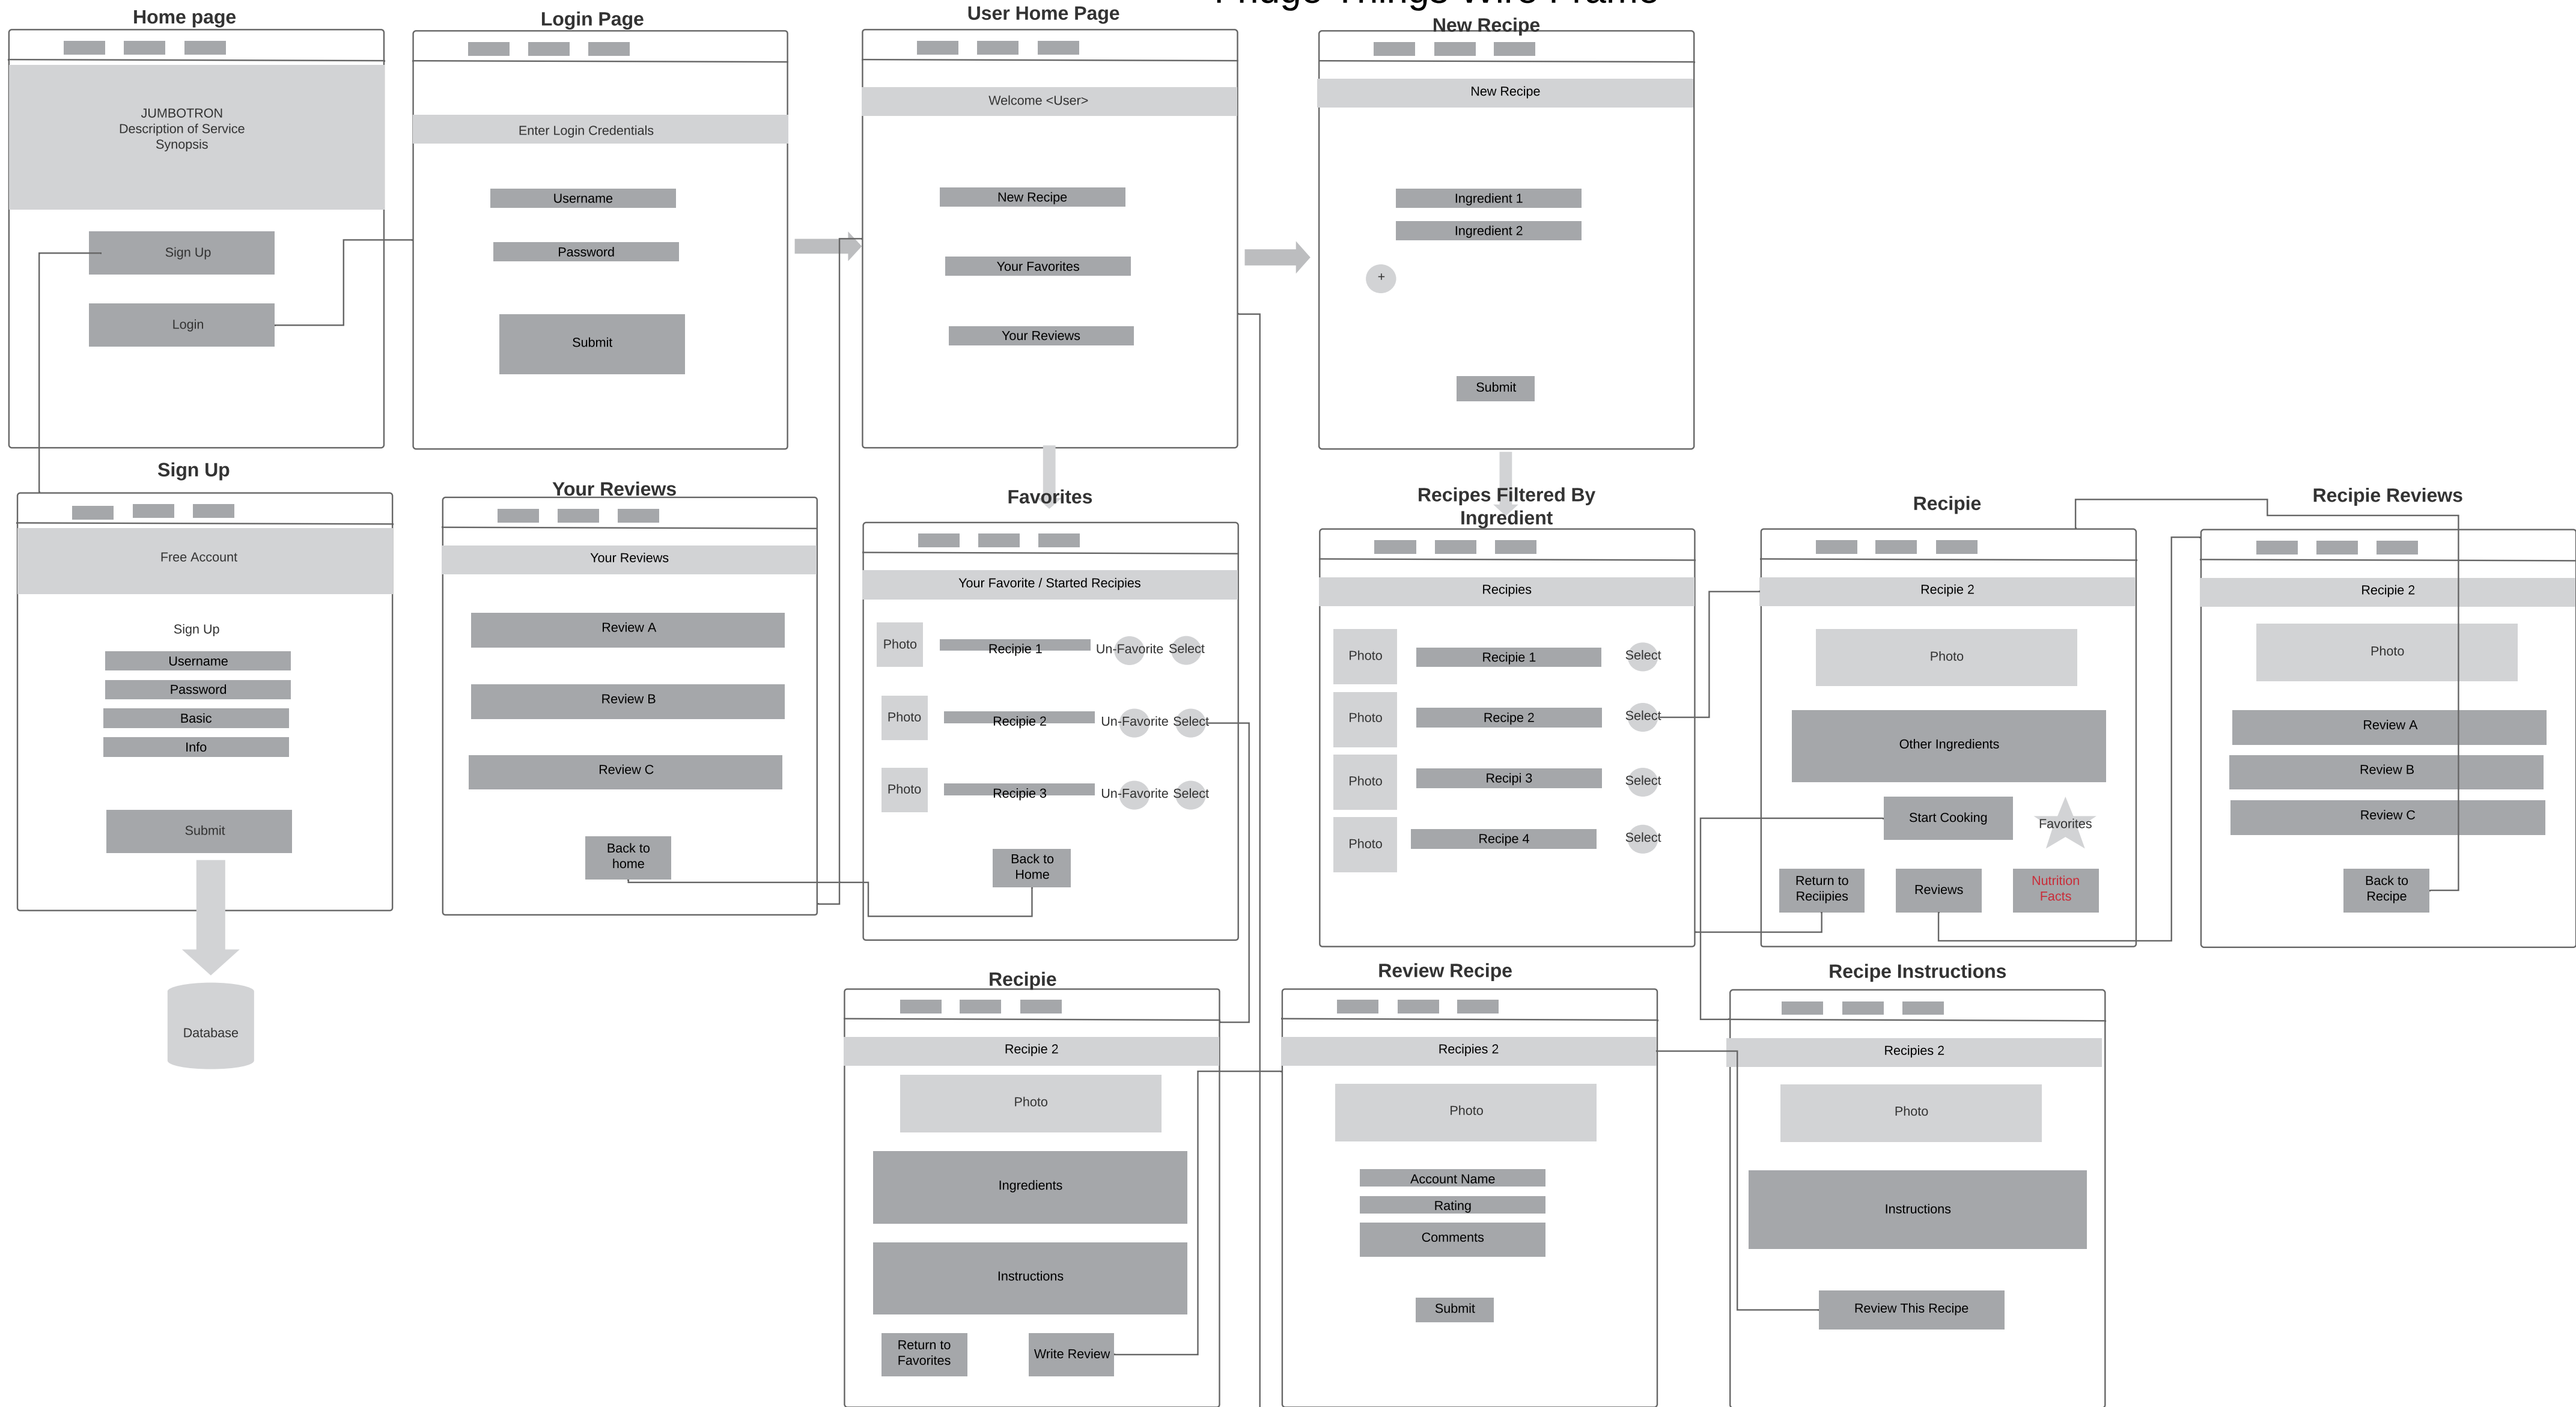 Fridge Things Wire Frame
Home page
JUMBOTRON
Description of Service
Synopsis
Sign Up
Login
Login Page
Enter Login Credentials
Username
Password
Submit
User Home Page
Welcome <User>
New Recipe
Your Favorites
Your Reviews
New Recipe
New Recipe
Ingredient 1
Ingredient 2
+
Submit
Sign Up
Free Account
Sign Up
Username
Password
Basic
Info
Submit
Database
Your Reviews
Your Reviews
Review A
Review B
Review C
Back to
home
Favorites
Your Favorite / Started Recipies
Photo Recipie 1 Un-Favorite Select
Photo Recipie 2 Un-Favorite Select
Photo Recipie 3 Un-Favorite Select
Back to
Home
Recipes Filtered By
Ingredient
Recipies
Photo Recipie 1 Select
Photo Recipe 2 Select
Photo Recipi 3 Select
Photo Recipe 4 Select
Recipie
Recipie 2
Photo
Other Ingredients
Start Cooking
Favorites
Return to
Reciipies
Reviews
Nutrition
Facts
Recipie Reviews
Recipie 2
Photo
Review A
Review B
Review C
Back to
Recipe
Recipie
Recipie 2
Photo
Ingredients
Instructions
Return to
Favorites
Write Review
Review Recipe
Recipies 2
Photo
Account Name
Rating
Comments
Submit
Recipe Instructions
Recipies 2
Photo
Instructions
Review This Recipe